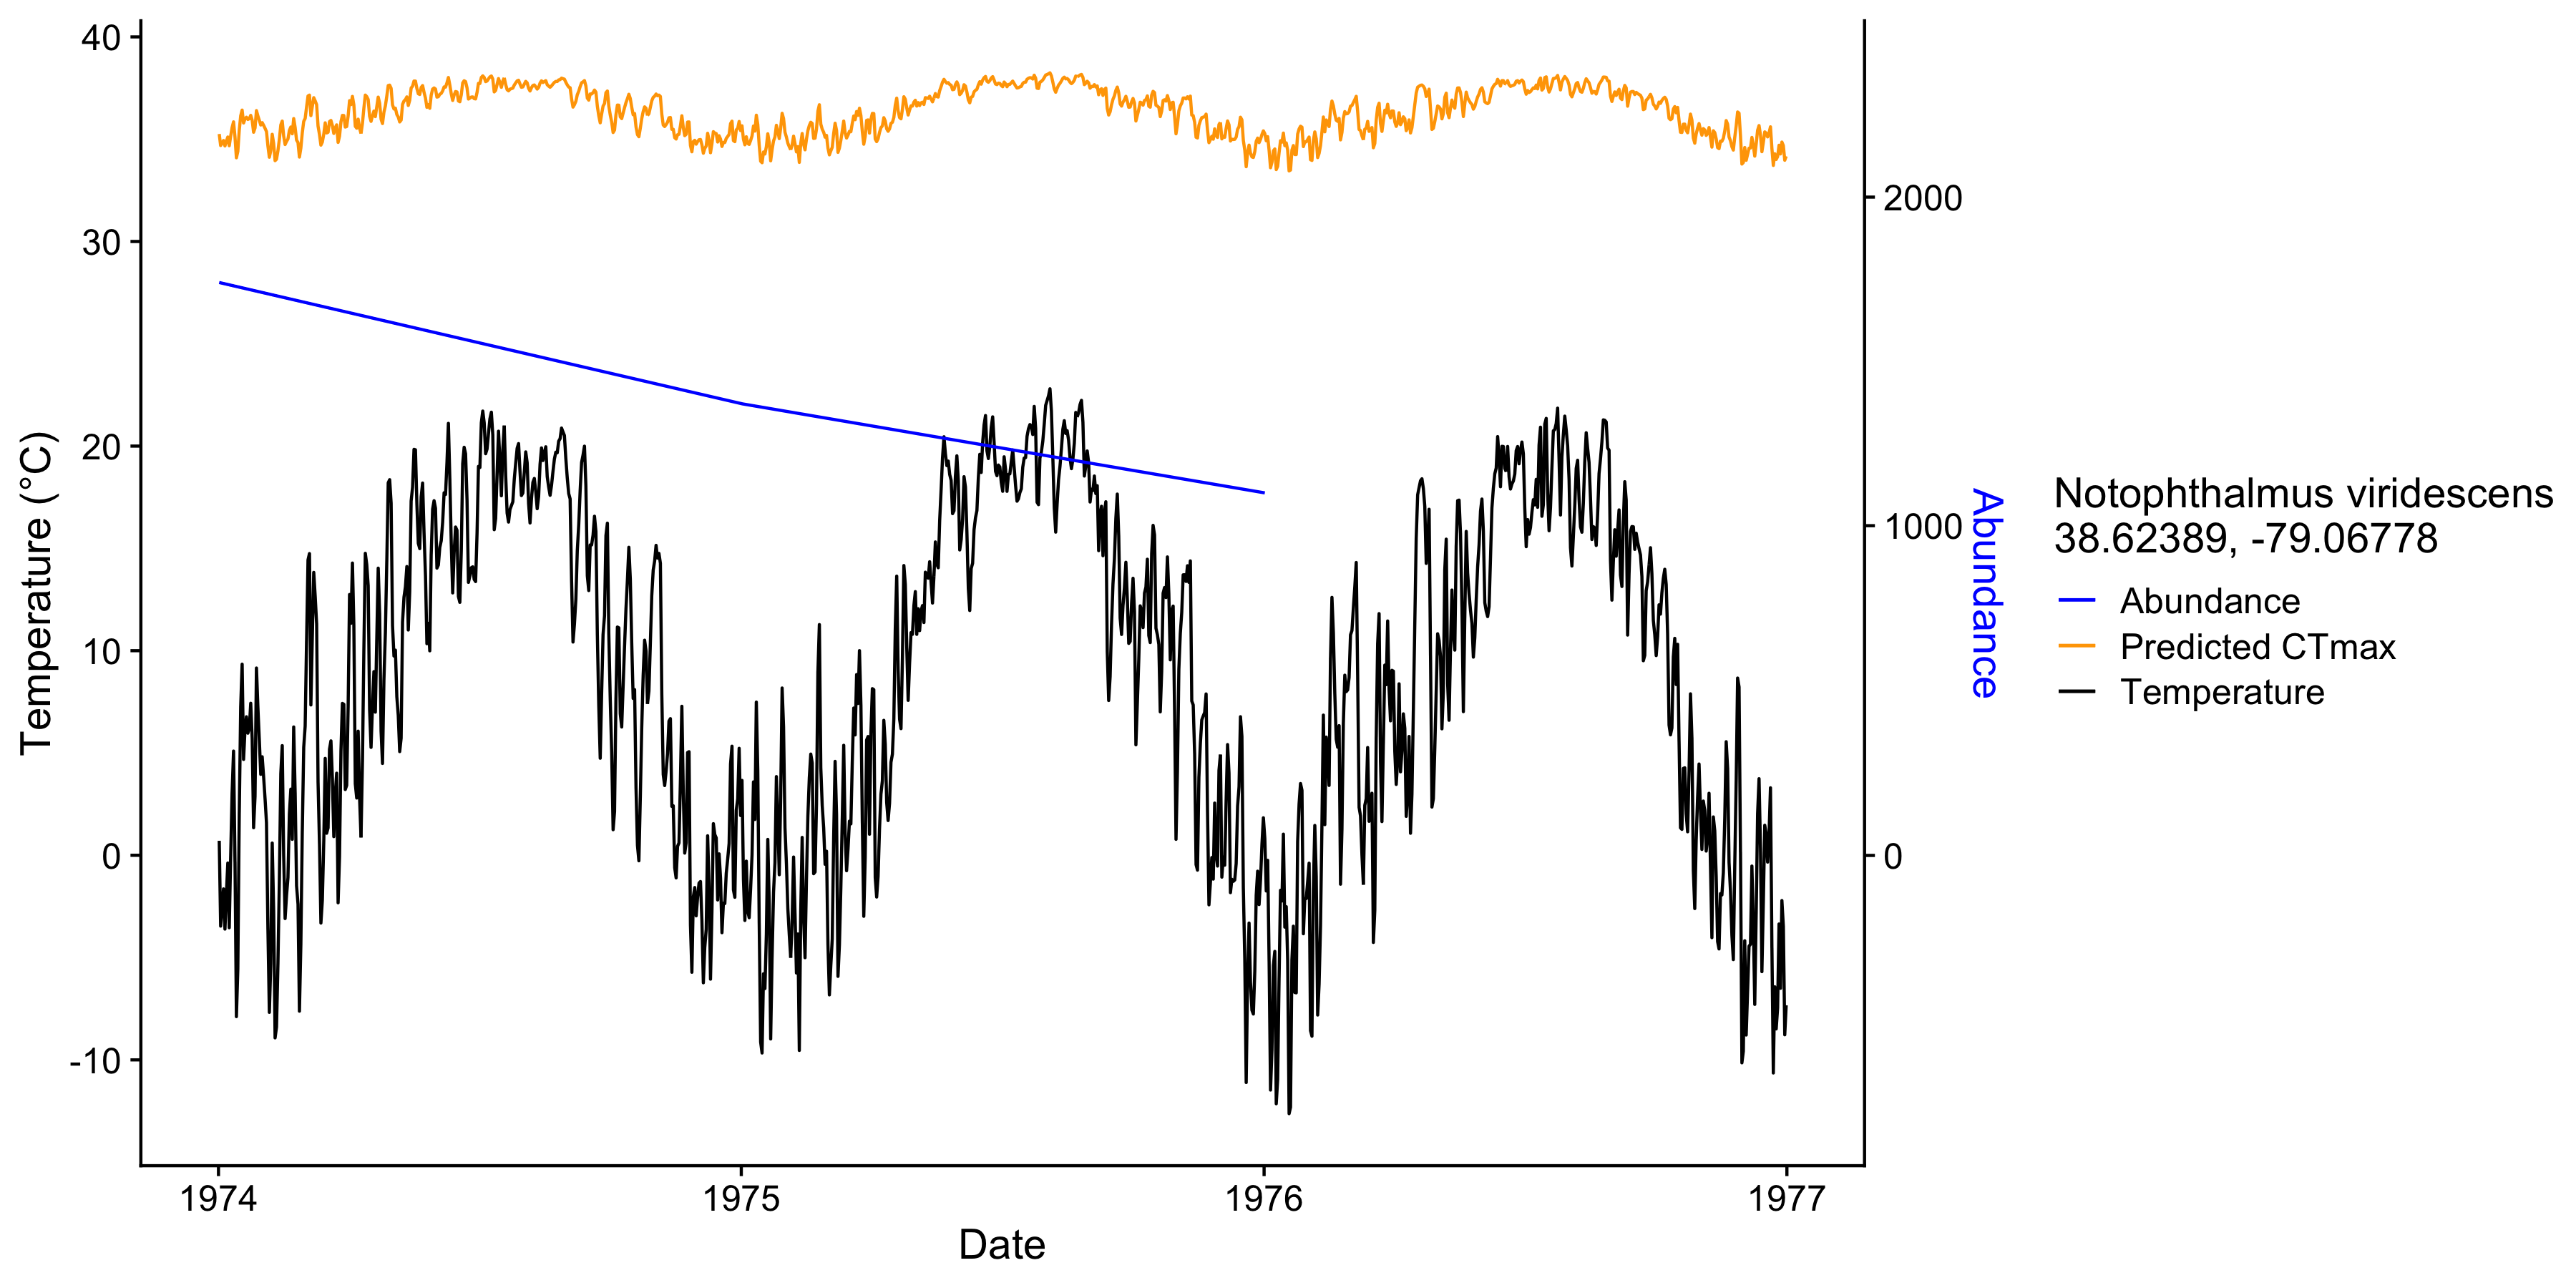 40
30
20
10
0
-10
Temperature (°C)
1974
1975
1976
1977
Date
2000
1000
0
Abundance
Notophthalmus viridescens
38.62389, -79.06778
Abundance
Predicted CTmax
Temperature